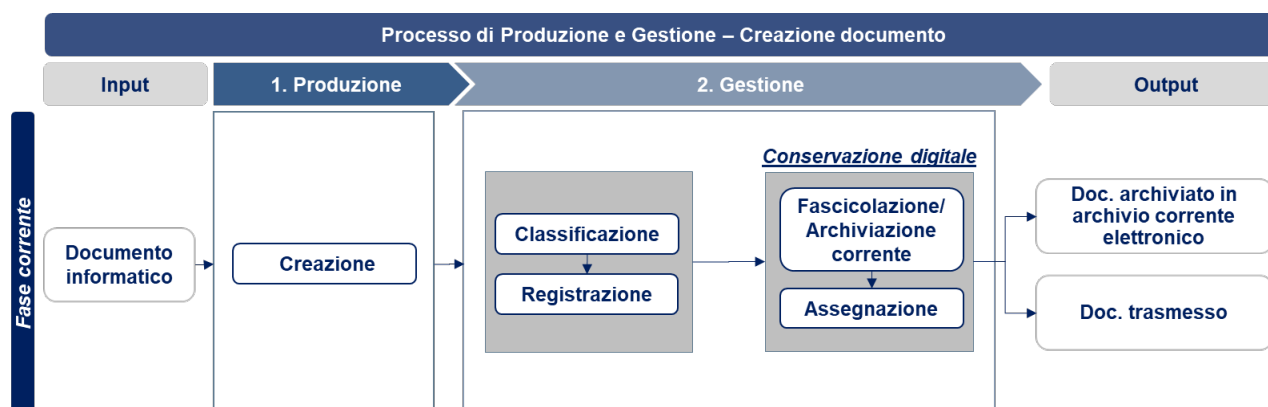 Processo di Produzione e Gestione – Creazione documento
Input
1. Produzione
2. Gestione
Output
Fase corrente
Documento
informatico
Creazione
Classificazione
Registrazione
Conservazione digitale
Fascicolazione/
Archiviazione
corrente
Assegnazione
Doc. archiviato in
archivio corrente
elettronico
Doc. trasmesso